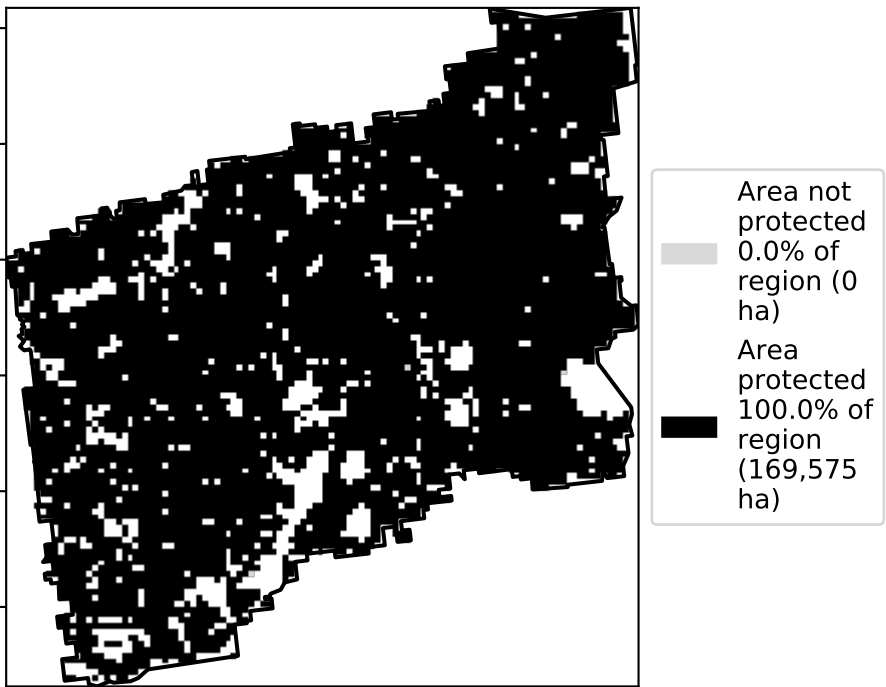 Area not
protected
0.0% of
region (0
ha)
Area
protected
100.0% of
region
(169,575
ha)